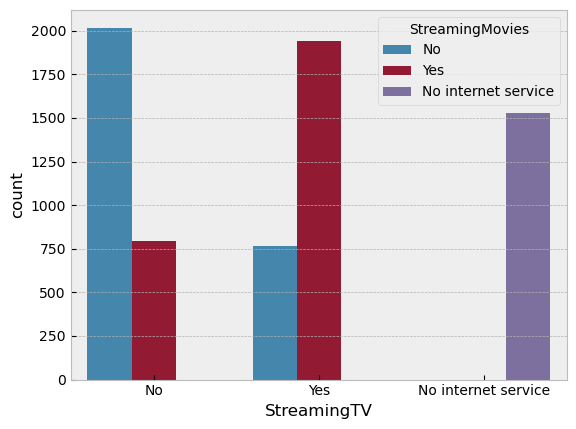 StreamingMovies
No
Yes
No internet service
2000
1750
1500
1250
1000
750
500
250
0
count
No
Yes
No internet service
StreamingTV